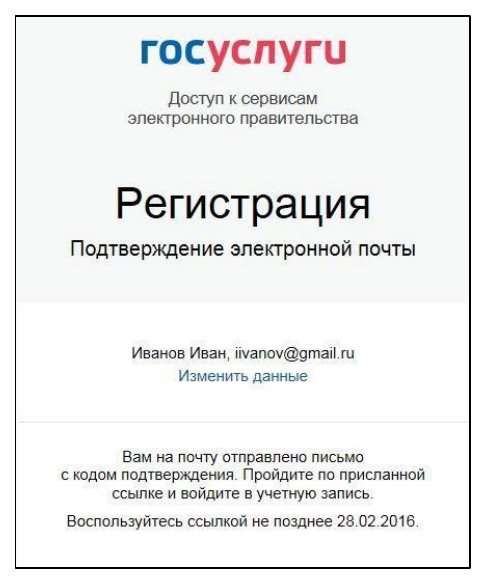 госуслуги
Доступ к сервисам
электронного правительства
Регистрация
Подтверждение электронной почты
Иванов Иван, iivanov@gmail.ru
Изменить данные
Вам на почту отправлено письмо
с кодом подтверждения. Пройдите по присланной
ссылке и войдите в учетную запись.
Воспользуйтесь ссылкой не позднее 28.02.2016.